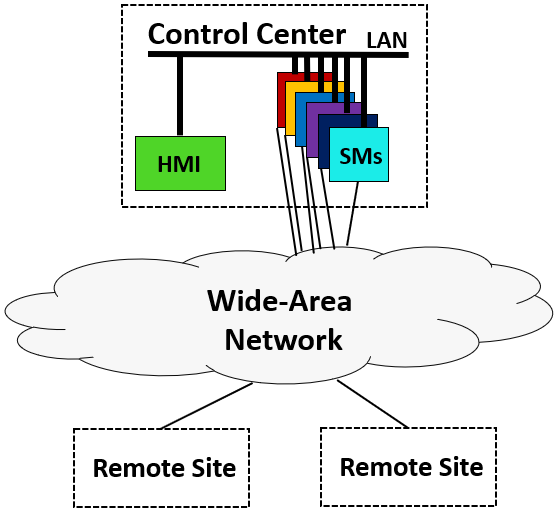 Control Center
LAN
HMI
SMs
Wide-Area
Network
Remote Site
Remote Site